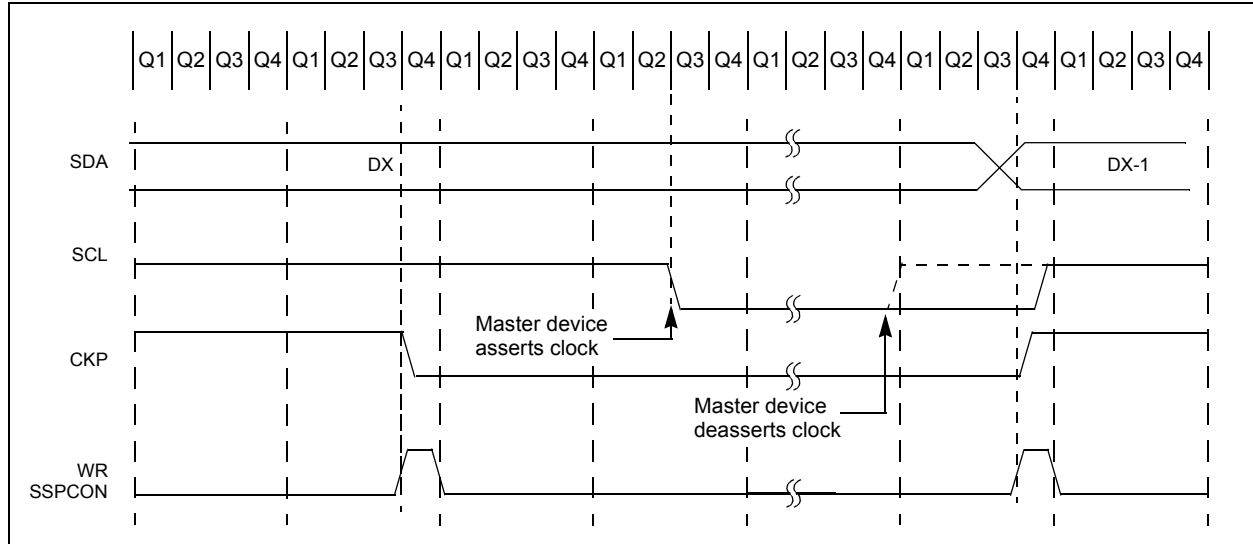 Q1 Q2 Q3 Q4 Q1 Q2 Q3 Q4 Q1 Q2 Q3 Q4 Q1 Q2 Q3 Q4 Q1 Q2 Q3 Q4 Q1 Q2 Q3 Q4 Q1 Q2 Q3 Q4
SDA DX DX-1
SCL
Master device
asserts clock
CKP
Master device
deasserts clock
WR
SSPCON